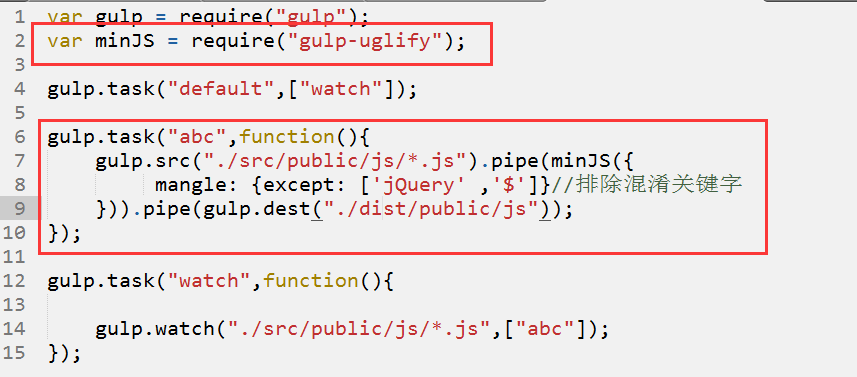 1 var gulp = require("gulp");
2 var minJS = require("gulp-uglify");
3
4 gulp.task("default",["watch"]);
5
6 gulp.task("abc",function(){
7     gulp.src("./src/public/js/*.js").pipe(minJS({
8         mangle: {except: ['jQuery' ,'$']}//排除混淆关键字
9     })).pipe(gulp.dest("./dist/public/js"));
10 });
11
12 gulp.task("watch",function(){
13
14     gulp.watch("./src/public/js/*.js",["abc"]);
15 });